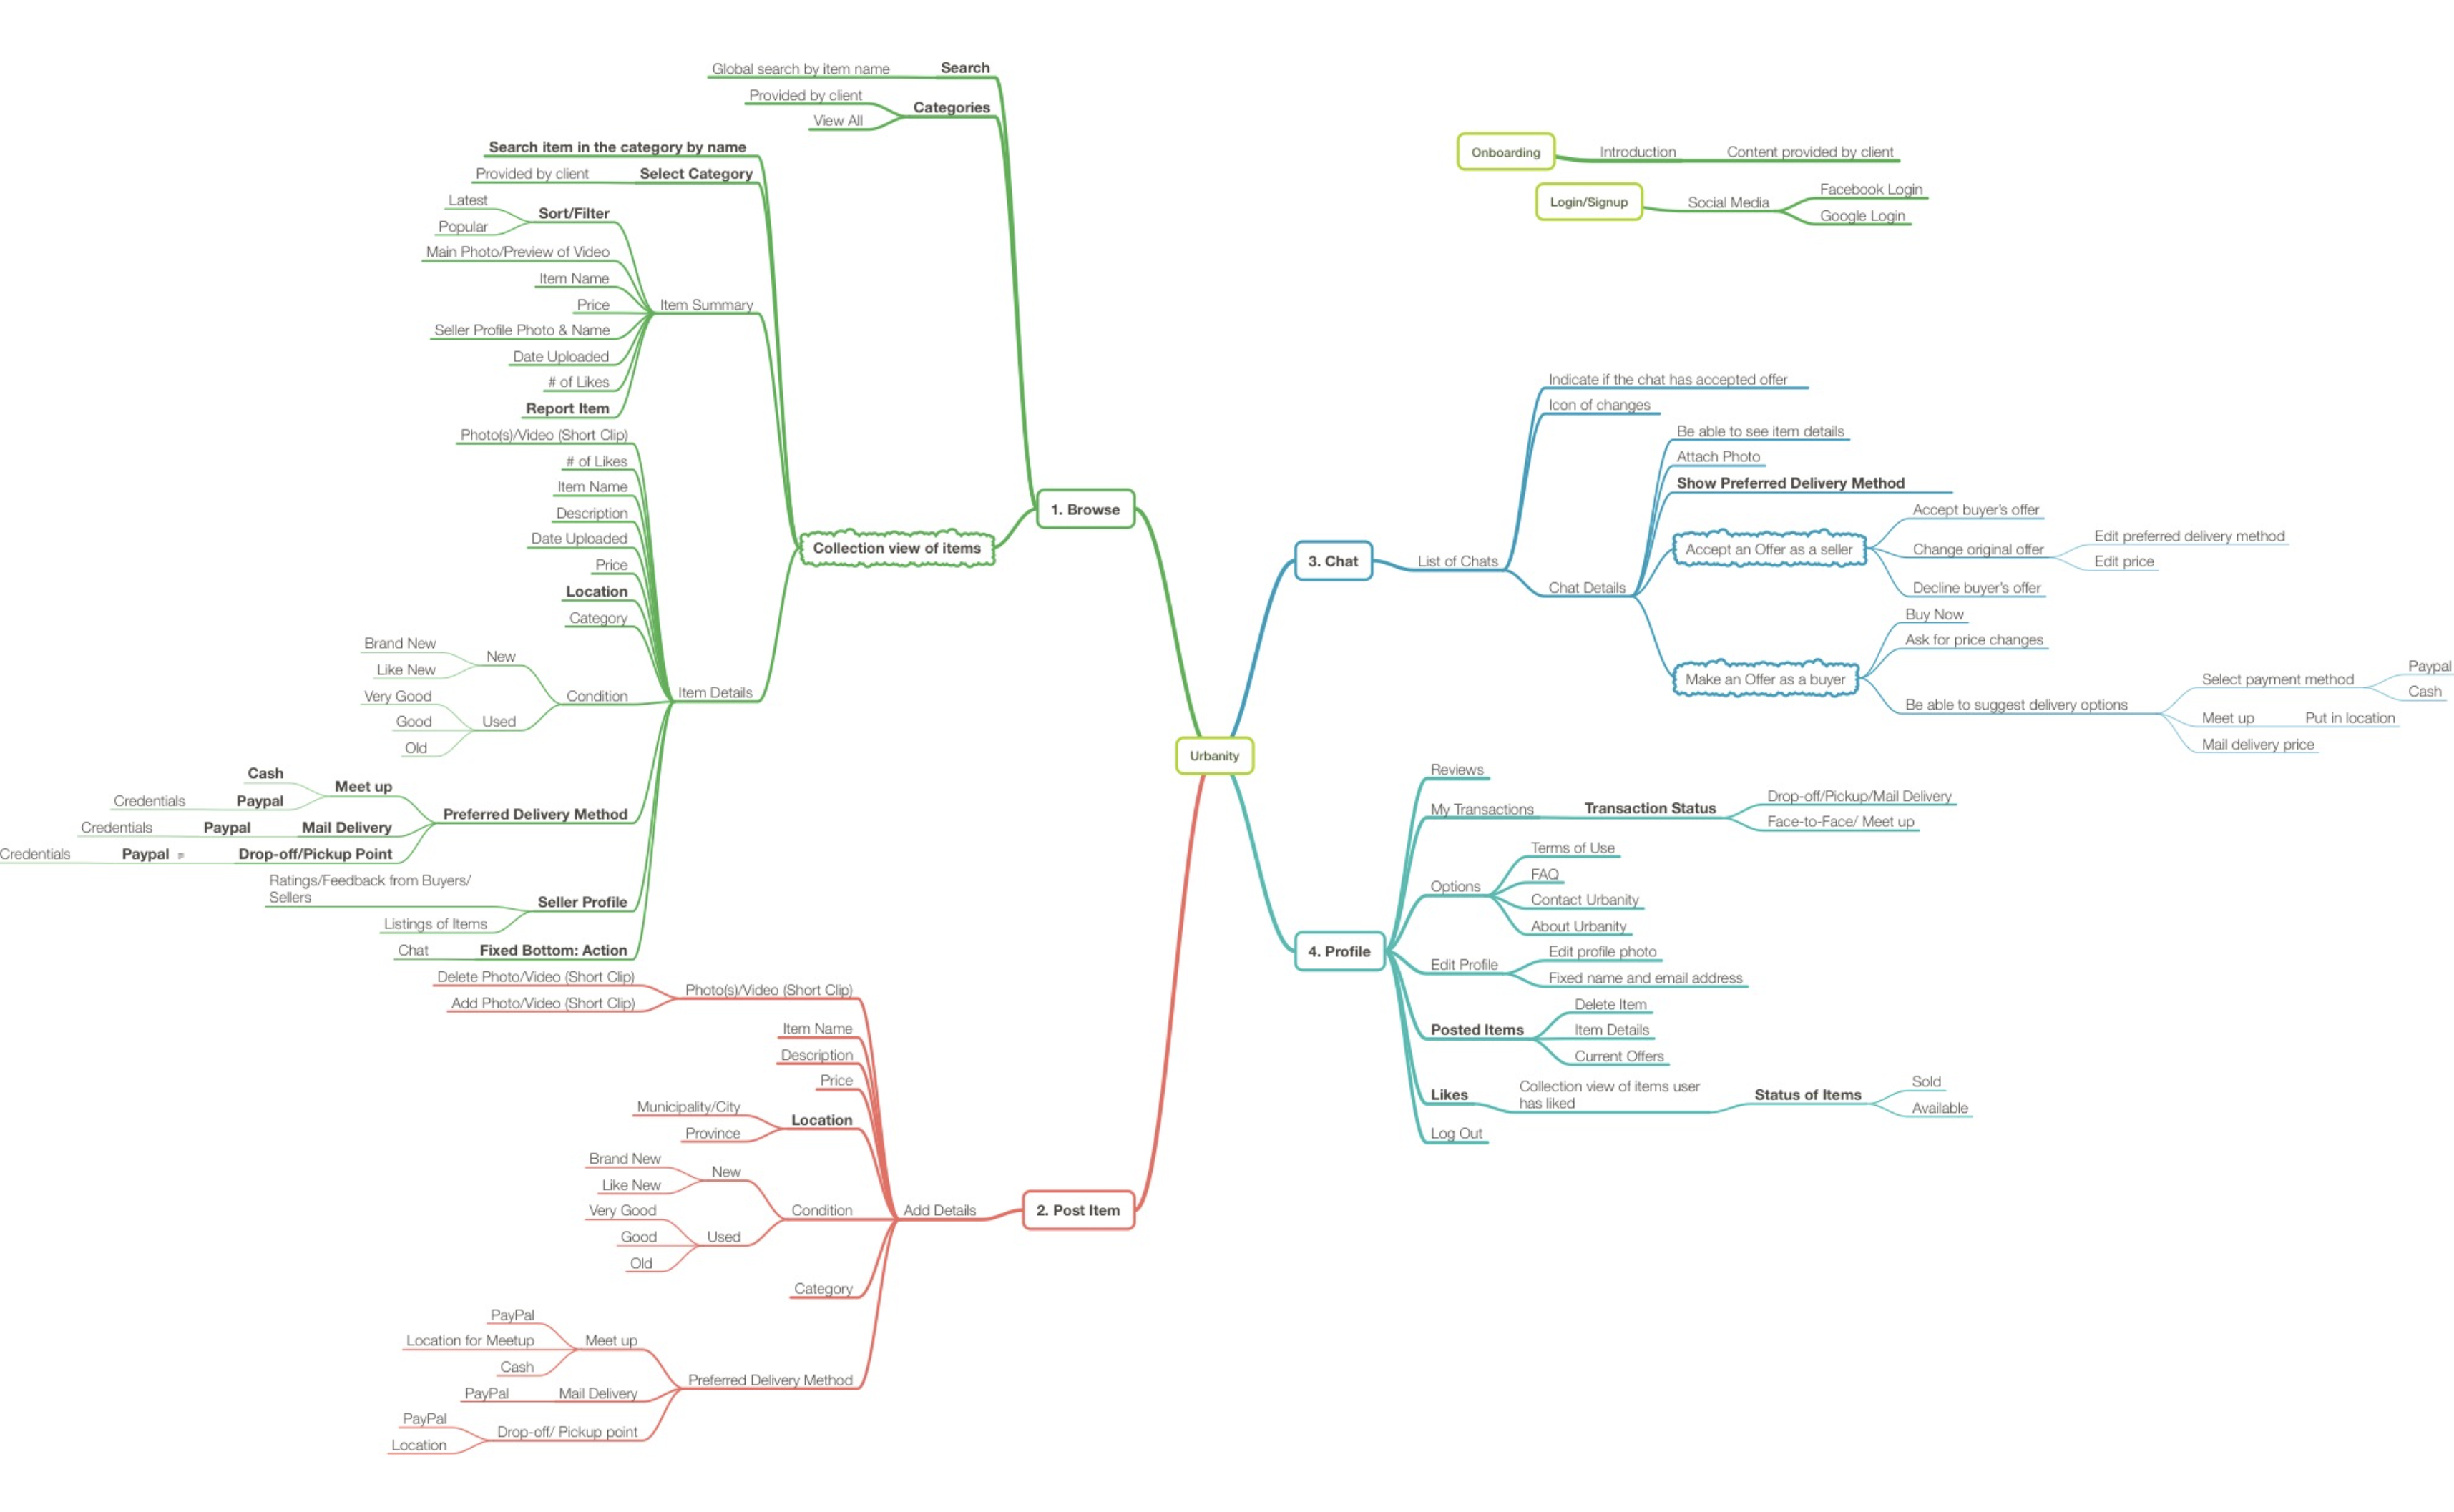 Global search by item name
Search
Provided by client
Categories
View All
Search item in the category by name
Provided by client
Select Category
Latest
Sort/Filter
Popular
Main Photo/Preview of Video
Item Name
Price
Item Summary
Seller Profile Photo & Name
Date Uploaded
# of Likes
Report Item
Photo(s)/Video (Short Clip)
# of Likes
Item Name
Description
Date Uploaded
Price
Location
Category
Brand New
New
Like New
Very Good
Condition
Item Details
Good
Used
Old
Cash
Meet up
Credentials
Paypal
Preferred Delivery Method
Credentials
Paypal
Mail Delivery
Credentials
Paypal
Drop-off/Pickup Point
Ratings/Feedback from Buyers/
Sellers
Seller Profile
Listings of Items
Chat
Fixed Bottom: Action
Collection view of items
1. Browse
Delete Photo/Video (Short Clip)
Photo(s)/Video (Short Clip)
Add Photo/Video (Short Clip)
Item Name
Description
Price
Municipality/City
Location
Province
Brand New
New
Like New
Very Good
Condition
Good
Used
Old
Add Details
2. Post Item
Category
PayPal
Location for Meetup
Meet up
Cash
Preferred Delivery Method
PayPal
Mail Delivery
PayPal
Drop-off/ Pickup point
Location
Urbanity
Onboarding
Introduction
Content provided by client
Login/Signup
Social Media
Facebook Login
Google Login
3. Chat
List of Chats
Indicate if the chat has accepted offer
Icon of changes
Chat Details
Be able to see item details
Attach Photo
Show Preferred Delivery Method
Accept an Offer as a seller
Accept buyer's offer
Change original offer
Edit preferred delivery method
Edit price
Decline buyer's offer
Make an Offer as a buyer
Buy Now
Ask for price changes
Be able to suggest delivery options
Select payment method
Paypal
Cash
Meet up
Put in location
Mail delivery price
4. Profile
Reviews
My Transactions
Transaction Status
Drop-off/Pickup/Mail Delivery
Face-to-Face/ Meet up
Options
Terms of Use
FAQ
Contact Urbanity
About Urbanity
Edit Profile
Edit profile photo
Fixed name and email address
Posted Items
Delete Item
Item Details
Current Offers
Likes
Collection view of items user
has liked
Status of Items
Sold
Available
Log Out